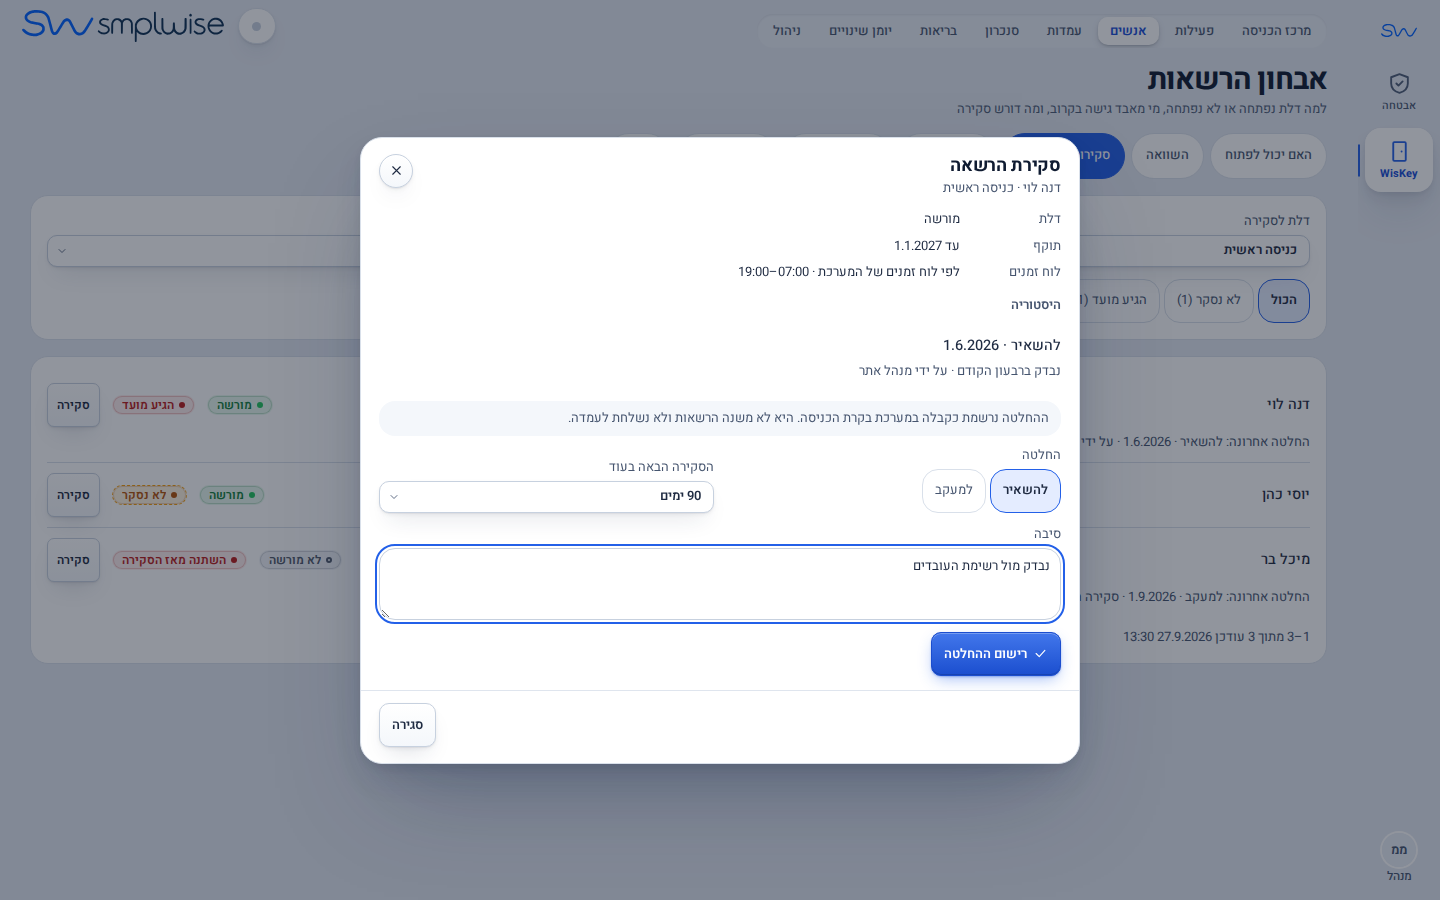 smplwise
מרכז הכניסה
פעילות
אנשים
עמדות
סנכרון
בריאות
יומן שינויים
ניהול
אבטחה
WisKey
אבחון הרשאות
למה דלת נפתחה או לא נפתחה, מי מאבד גישה בקרוב, ומה דורש סקירה
האם יכול לפתוח
השוואה
דלת לסקירה
כניסה ראשית
הכול
לא נסקר (1)
הגיע מועד
דנה לוי
מורשה
הגיע מועד
סקירה
החלטה אחרונה: להשאיר · 1.6.2026 · על ידי
יוסי כהן
מורשה
לא נסקר
סקירה
מיכל בר
לא מורשה
השתנה מאז הסקירה
סקירה
החלטה אחרונה: למעקב · 1.9.2026 · סקירה
1–3 מתוך 3 עודכן 27.9.2026 13:30
סקירת הרשאה
דנה לוי · כניסה ראשית
דלת מורשה
תוקף עד 1.1.2027
לוח זמנים לפי לוח זמנים של המערכת · 07:00–19:00
היסטוריה
להשאיר · 1.6.2026
נבדק ברבעון הקודם · על ידי מנהל אתר
ההחלטה נרשמת כקבלה במערכת בקרת הכניסה. היא לא משנה הרשאות ולא נשלחת לעמדה.
החלטה
להשאיר
למעקב
הסקירה הבאה בעוד
90 ימים
סיבה
נבדק מול רשימת העובדים
רישום ההחלטה
סגירה
ממ
מנהל